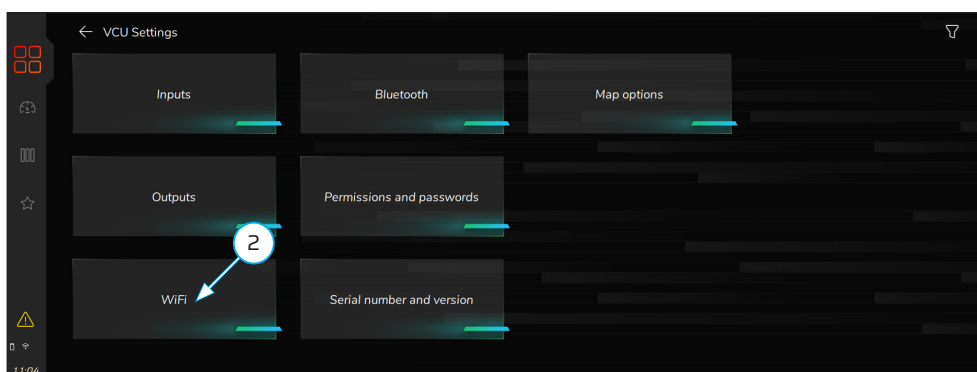 VCU Settings
Inputs
Bluetooth
Map options
Outputs
Permissions and passwords
2
WiFi
Serial number and version
11:04